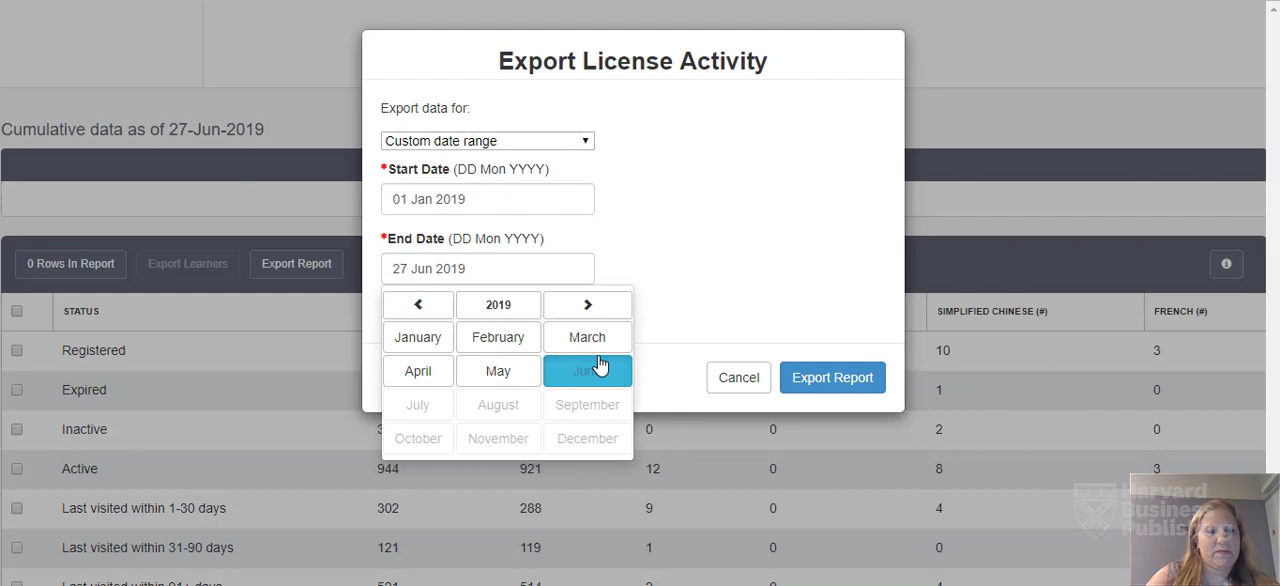 Export License Activity
Export data for:
Custom date range
*Start Date (DD Mon YYYY)
01 Jan 2019
*End Date (DD Mon YYYY)
27 Jun 2019
2019
January February March
April May
July August September
October November December
Cancel Export Report
Cumulative data as of 27-Jun-2019
0 Rows In Report Export Learners Export Report
STATUS SIMPLIFIED CHINESE (#) FRENCH (#)
Registered 10 3
Expired 1 0
Inactive 0 0 2 0
Active 944 921 12 0 8 3
Last visited within 1-30 days 302 288 9 0 4
Last visited within 31-90 days 121 119 1 0 0
Harvard
Business